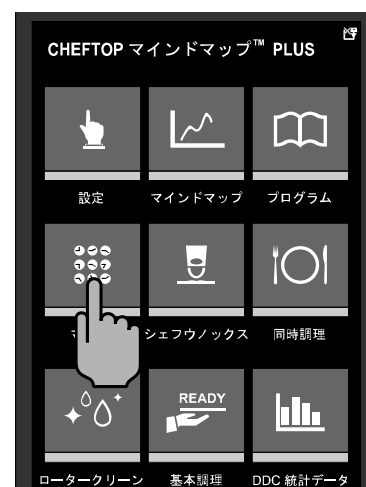 CHEFTOP マインドマップ™ PLUS
設定
マインドマップ
プログラム
シェフウノックス
同時調理
READY
ロータークリーン
基本調理
DDC 統計データ